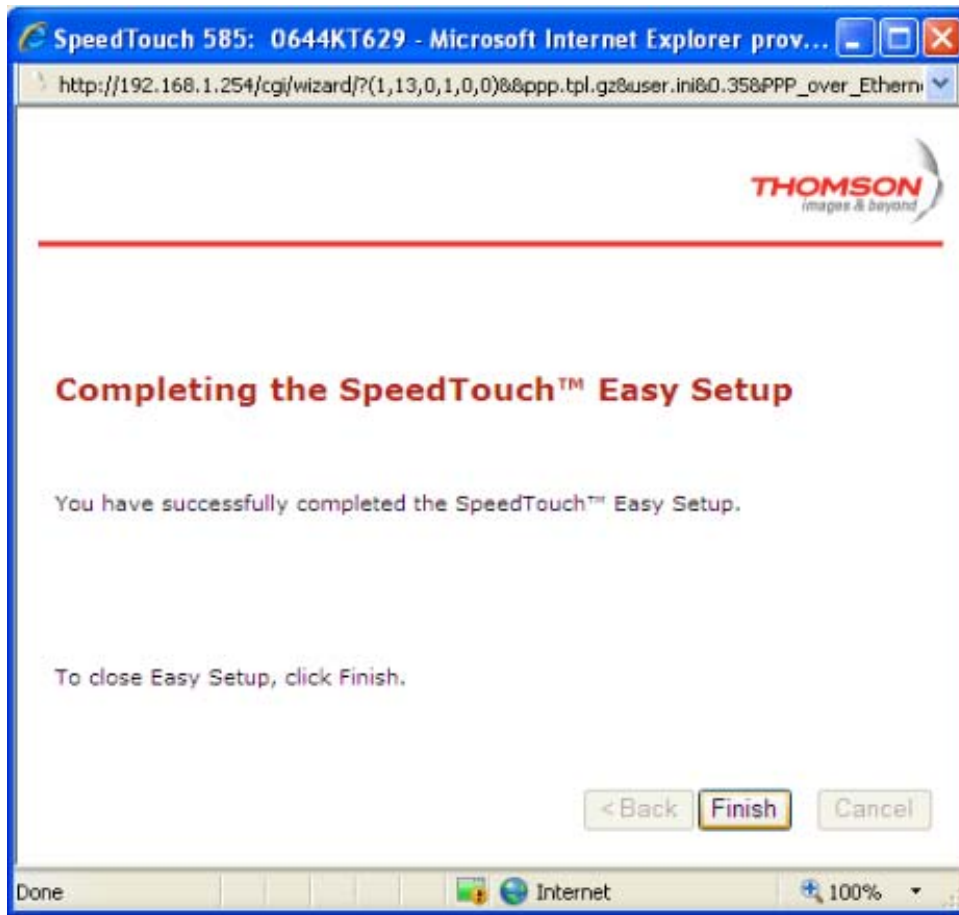 SpeedTouch 585: 0644KT629 - Microsoft Internet Explorer prov...
http://192.168.1.254/cgi/wizard/?(1,13,0,1,0,0)&&ppp.tpl.gz&user.ini&0.35&PPP_over_Ethern
THOMSON
images & beyond
Completing the SpeedTouch™ Easy Setup
You have successfully completed the SpeedTouch™ Easy Setup.
To close Easy Setup, click Finish.
< Back Finish Cancel
Done Internet 100%